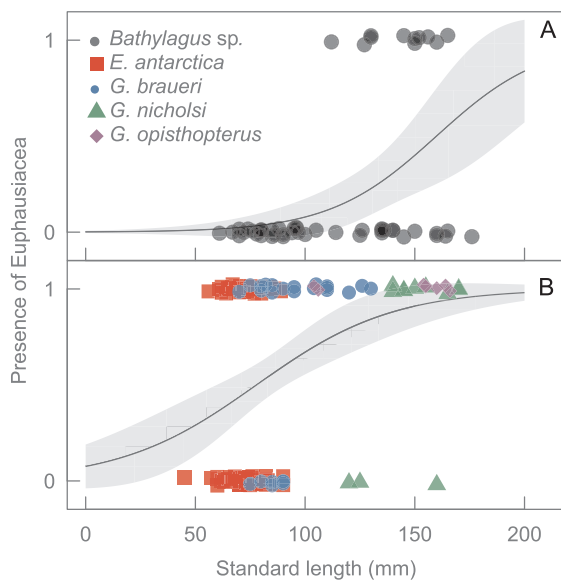 A
1
Bathylagus sp.
E. antarctica
G. braueri
G. nicholsi
G. opisthopterus
0
Presence of Euphausiacea
B
1
0
0 50 100 150 200
Standard length (mm)